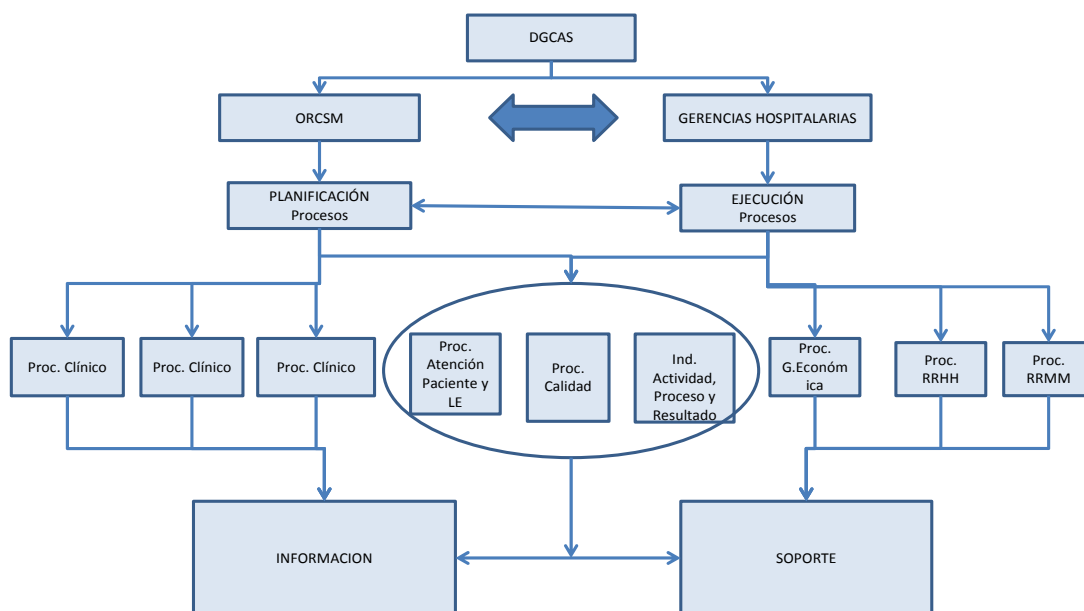 DGCAS
ORCSM
GERENCIAS HOSPITALARIAS
PLANIFICACIÓN
Procesos
EJECUCIÓN
Procesos
Proc. Clínico
Proc. Clínico
Proc. Clínico
Proc.
Atención
Paciente y
LE
Proc.
Calidad
Ind.
Actividad,
Proceso y
Resultado
Proc.
G.Económ
ica
Proc.
RRHH
Proc.
RRMM
INFORMACION
SOPORTE